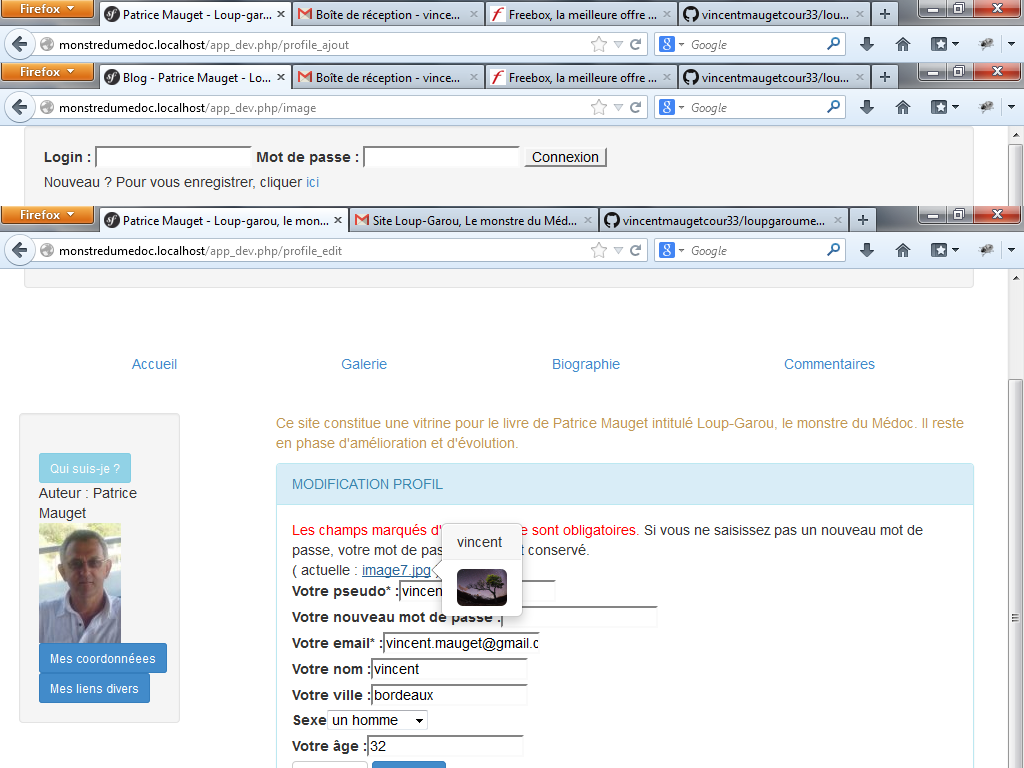 Firefox
Patrice Mauget - Loup-gar...
Boîte de réception - vince...
Freebox, la meilleure offre ...
vincentmaugetcour33/lou...
monstredumedoc.localhost/app_dev.php/profile_ajout
Google
Firefox
Blog - Patrice Mauget - Lo...
Boîte de réception - vince...
Freebox, la meilleure offre ...
vincentmaugetcour33/lou...
monstredumedoc.localhost/app_dev.php/image
Google
Login : Mot de passe : Connexion
Nouveau ? Pour vous enregistrer, cliquer ici
Firefox
Patrice Mauget - Loup-garou, le mon...
Site Loup-Garou, Le monstre du Méd...
vincentmaugetcour33/loupgaroume...
monstredumedoc.localhost/app_dev.php/profile_edit
Google
Accueil Galerie Biographie Commentaires
Qui suis-je ?
Auteur : Patrice
Mauget
Mes coordonnéees
Mes liens divers
Ce site constitue une vitrine pour le livre de Patrice Mauget intitulé Loup-Garou, le monstre du Médoc. Il reste
en phase d'amélioration et d'évolution.
MODIFICATION PROFIL
Les champs marqués d' e sont obligatoires. Si vous ne saisissez pas un nouveau mot de
passe, votre mot de pas t conservé.
vincent
( actuelle : image7.jpg
Votre pseudo* : vincen
Votre nouveau mot de passe :
Votre email* : vincent.mauget@gmail.c
Votre nom : vincent
Votre ville : bordeaux
Sexe un homme
Votre âge : 32